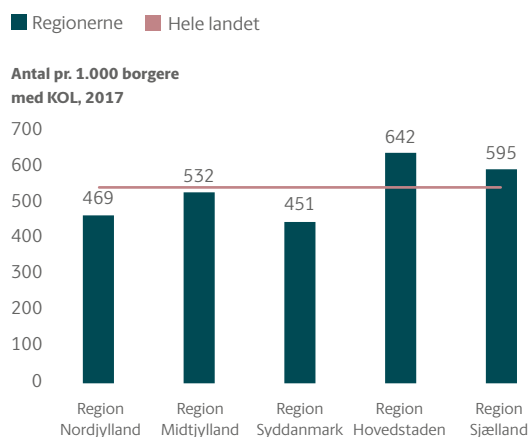 Regionerne Hele landet
Antal pr. 1.000 borgere
med KOL, 2017
700
600
500
400
300
200
100
0
469
532
451
642
595
Region Nordjylland
Region Midtjylland
Region Syddanmark
Region Hovedstaden
Region Sjælland